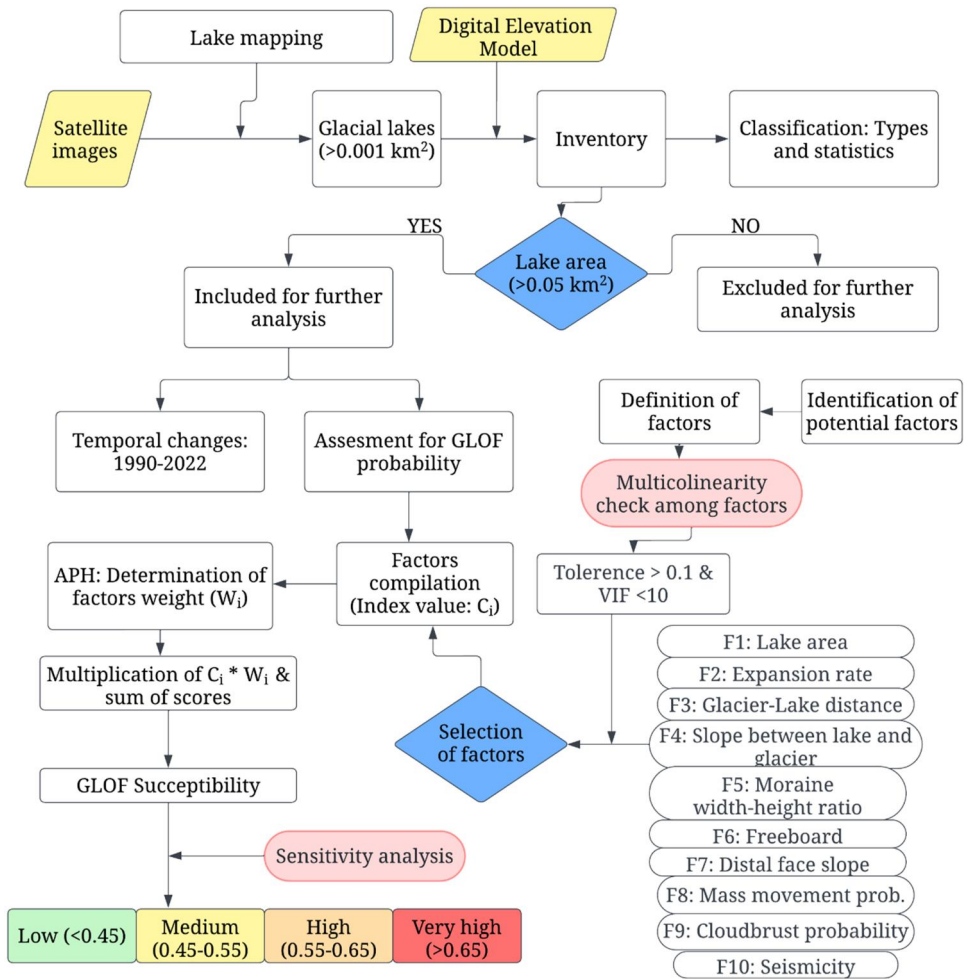 Lake mapping
Digital Elevation
Model
Satellite
images
Glacial lakes
(>0.001 km²)
Inventory
Classification: Types
and statistics
YES
NO
Lake area
(>0.05 km²)
Included for further
analysis
Excluded for further
analysis
Temporal changes:
1990-2022
Assesment for GLOF
probability
Definition of
factors
Identification of
potential factors
Multicolinearity
check among factors
APH: Determination of
factors weight (Wᵢ)
Factors
compilation
(Index value: Cᵢ)
Tolerence > 0.1 &
VIF <10
Multiplication of Cᵢ * Wᵢ &
sum of scores
Selection
of factors
F1: Lake area
F2: Expansion rate
F3: Glacier-Lake distance
F4: Slope between lake and
glacier
F5: Moraine
width-height ratio
F6: Freeboard
F7: Distal face slope
F8: Mass movement prob.
F9: Cloudbrust probability
F10: Seismicity
GLOF Succeptibility
Sensitivity analysis
Low (<0.45)
Medium
(0.45-0.55)
High
(0.55-0.65)
Very high
(>0.65)